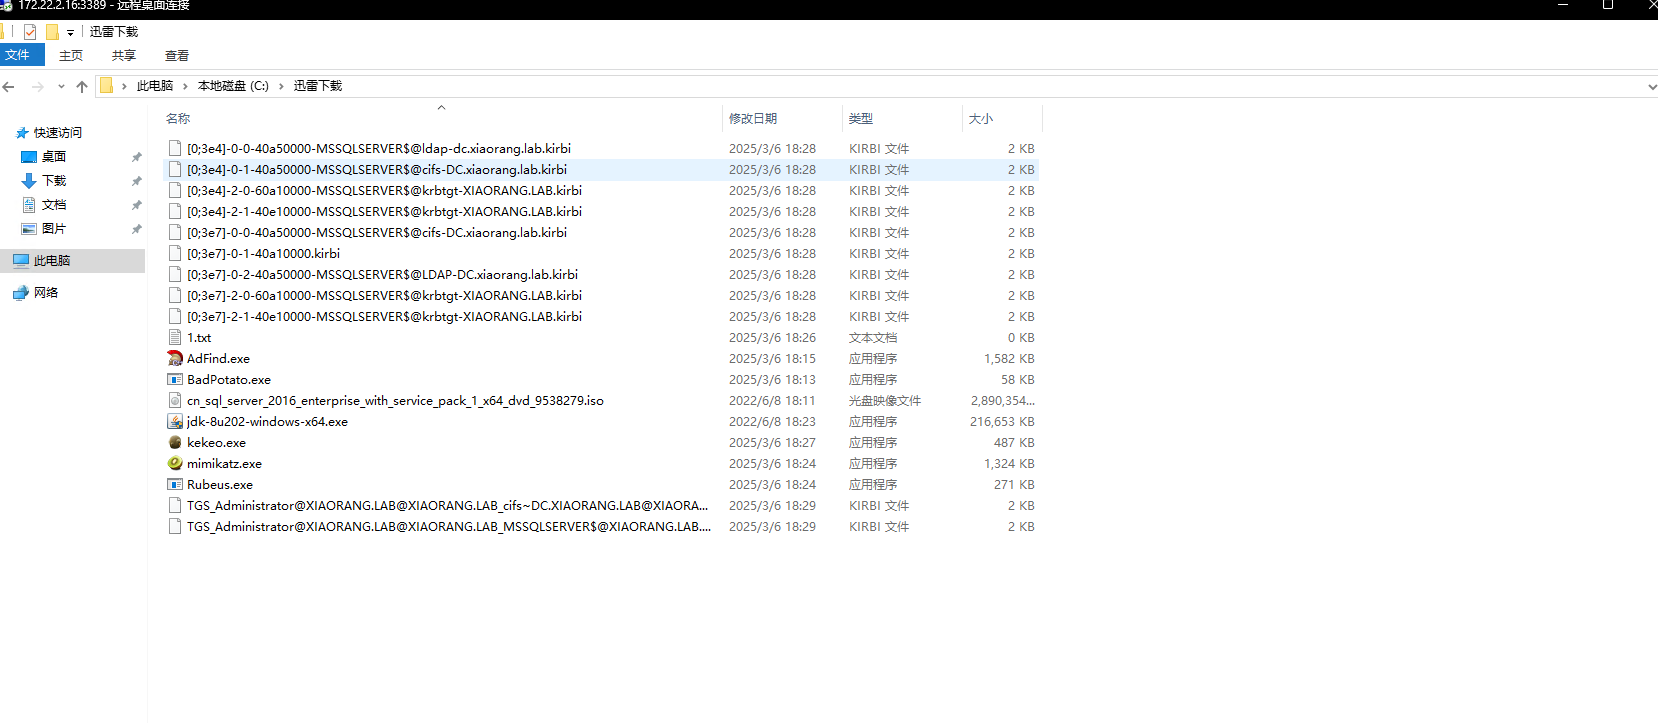 172.22.2.16:3389 - 远程桌面连接
迅雷下载
文件 主页 共享 查看
此电脑 › 本地磁盘 (C:) › 迅雷下载
名称 修改日期 类型 大小
快速访问
桌面
下载
文档
图片
此电脑
网络
[0;3e4]-0-0-40a50000-MSSQLSERVER$@ldap-dc.xiaorang.lab.kirbi 2025/3/6 18:28 KIRBI 文件 2 KB
[0;3e4]-0-1-40a50000-MSSQLSERVER$@cifs-DC.xiaorang.lab.kirbi 2025/3/6 18:28 KIRBI 文件 2 KB
[0;3e4]-2-0-60a10000-MSSQLSERVER$@krbtgt-XIAORANG.LAB.kirbi 2025/3/6 18:28 KIRBI 文件 2 KB
[0;3e4]-2-1-40e10000-MSSQLSERVER$@krbtgt-XIAORANG.LAB.kirbi 2025/3/6 18:28 KIRBI 文件 2 KB
[0;3e7]-0-0-40a50000-MSSQLSERVER$@cifs-DC.xiaorang.lab.kirbi 2025/3/6 18:28 KIRBI 文件 2 KB
[0;3e7]-0-1-40a10000.kirbi 2025/3/6 18:28 KIRBI 文件 2 KB
[0;3e7]-0-2-40a50000-MSSQLSERVER$@LDAP-DC.xiaorang.lab.kirbi 2025/3/6 18:28 KIRBI 文件 2 KB
[0;3e7]-2-0-60a10000-MSSQLSERVER$@krbtgt-XIAORANG.LAB.kirbi 2025/3/6 18:28 KIRBI 文件 2 KB
[0;3e7]-2-1-40e10000-MSSQLSERVER$@krbtgt-XIAORANG.LAB.kirbi 2025/3/6 18:28 KIRBI 文件 2 KB
1.txt 2025/3/6 18:26 文本文档 0 KB
AdFind.exe 2025/3/6 18:15 应用程序 1,582 KB
BadPotato.exe 2025/3/6 18:13 应用程序 58 KB
cn_sql_server_2016_enterprise_with_service_pack_1_x64_dvd_9538279.iso 2022/6/8 18:11 光盘映像文件 2,890,354...
jdk-8u202-windows-x64.exe 2022/6/8 18:23 应用程序 216,653 KB
kekeo.exe 2025/3/6 18:27 应用程序 487 KB
mimikatz.exe 2025/3/6 18:24 应用程序 1,324 KB
Rubeus.exe 2025/3/6 18:24 应用程序 271 KB
TGS_Administrator@XIAORANG.LAB@XIAORANG.LAB_cifs~DC.XIAORANG.LAB@XIAORA... 2025/3/6 18:29 KIRBI 文件 2 KB
TGS_Administrator@XIAORANG.LAB@XIAORANG.LAB_MSSQLSERVER$@XIAORANG.LAB.... 2025/3/6 18:29 KIRBI 文件 2 KB